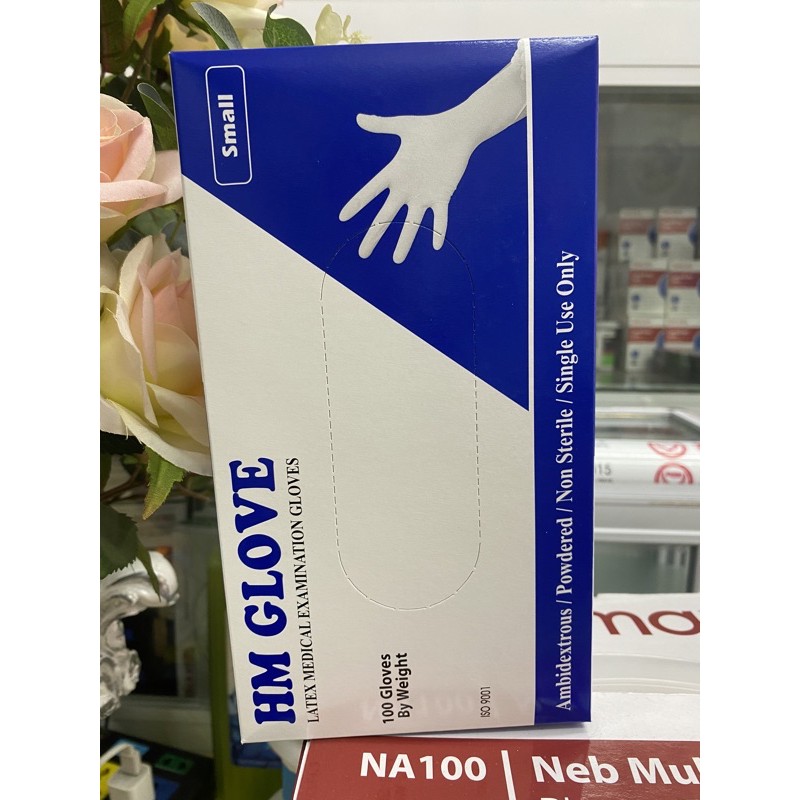 Small
HM GLOVE
LATEX MEDICAL EXAMINATION GLOVES
100 Gloves
By Weight
ISO 9001
Ambidextrous / Powdered / Non Sterile / Single Use Only
NA100 | Neb Mul